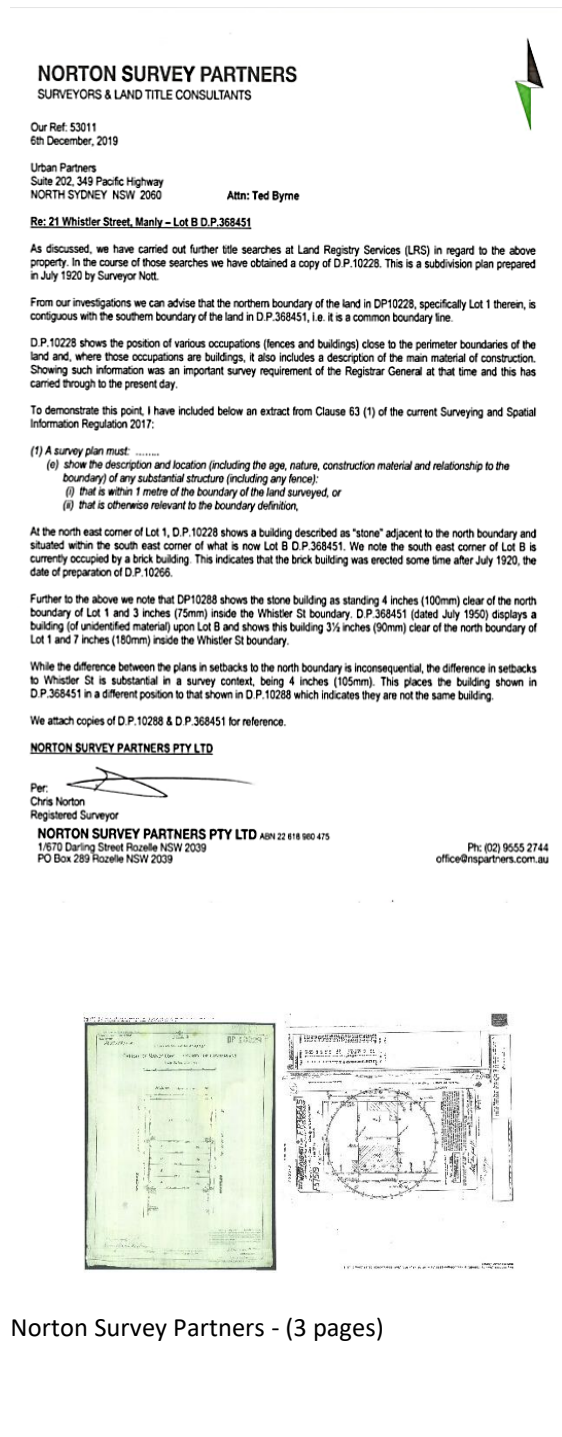 NORTON SURVEY PARTNERS
SURVEYORS & LAND TITLE CONSULTANTS
Our Ref: 53011
6th December, 2019
Urban Partners
Suite 202, 349 Pacific Highway
NORTH SYDNEY NSW 2060 Attn: Ted Byrne
Re: 21 Whistler Street, Manly – Lot B D.P.368451
As discussed, we have carried out further title searches at Land Registry Services (LRS) in regard to the above
property. In the course of those searches we have obtained a copy of D.P.10228. This is a subdivision plan prepared
in July 1920 by Surveyor Nott.
From our investigations we can advise that the northern boundary of the land in DP10228, specifically Lot 1 therein, is
contiguous with the southern boundary of the land in D.P.368451, i.e. it is a common boundary line.
D.P.10228 shows the position of various occupations (fences and buildings) close to the perimeter boundaries of the
land and, where those occupations are buildings, it also includes a description of the main material of construction.
Showing such information was an important survey requirement of the Registrar General at that time and this has
carried through to the present day.
To demonstrate this point, I have included below an extract from Clause 63 (1) of the current Surveying and Spatial
Information Regulation 2017:
(1) A survey plan must: ........
(e) show the description and location (including the age, nature, construction material and relationship to the
boundary) of any substantial structure (including any fence):
(i) that is within 1 metre of the boundary of the land surveyed, or
(ii) that is otherwise relevant to the boundary definition,
At the north east corner of Lot 1, D.P.10228 shows a building described as "stone" adjacent to the north boundary and
situated within the south east corner of what is now Lot B D.P.368451. We note the south east corner of Lot B is
currently occupied by a brick building. This indicates that the brick building was erected some time after July 1920, the
date of preparation of D.P.10266.
Further to the above we note that DP10288 shows the stone building as standing 4 inches (100mm) clear of the north
boundary of Lot 1 and 3 inches (75mm) inside the Whistler St boundary. D.P.368451 (dated July 1950) displays a
building (of unidentified material) upon Lot B and shows this building 3½ inches (90mm) clear of the north boundary of
Lot 1 and 7 inches (180mm) inside the Whistler St boundary.
While the difference between the plans in setbacks to the north boundary is inconsequential, the difference in setbacks
to Whistler St is substantial in a survey context, being 4 inches (105mm). This places the building shown in
D.P.368451 in a different position to that shown in D.P.10288 which indicates they are not the same building.
We attach copies of D.P.10288 & D.P.368451 for reference.
NORTON SURVEY PARTNERS PTY LTD
Per:
Chris Norton
Registered Surveyor
NORTON SURVEY PARTNERS PTY LTD ABN 22 618 980 475
1/670 Darling Street Rozelle NSW 2039 Ph: (02) 9555 2744
PO Box 289 Rozelle NSW 2039 office@nspartners.com.au
Norton Survey Partners - (3 pages)